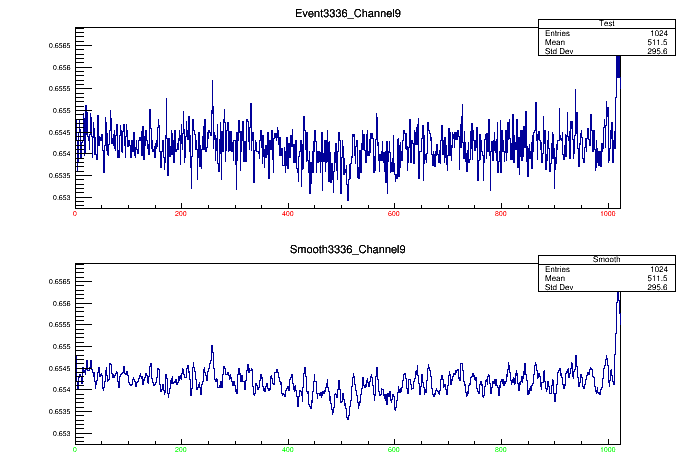 Event3336_Channel9
Test
Entries 1024
Mean 511.5
Std Dev 295.6
0.6565
0.656
0.6555
0.655
0.6545
0.654
0.6535
0.653
0 200 400 600 800 1000
Smooth3336_Channel9
Smooth
Entries 1024
Mean 511.5
Std Dev 295.6
0.6565
0.656
0.6555
0.655
0.6545
0.654
0.6535
0.653
0 200 400 600 800 1000